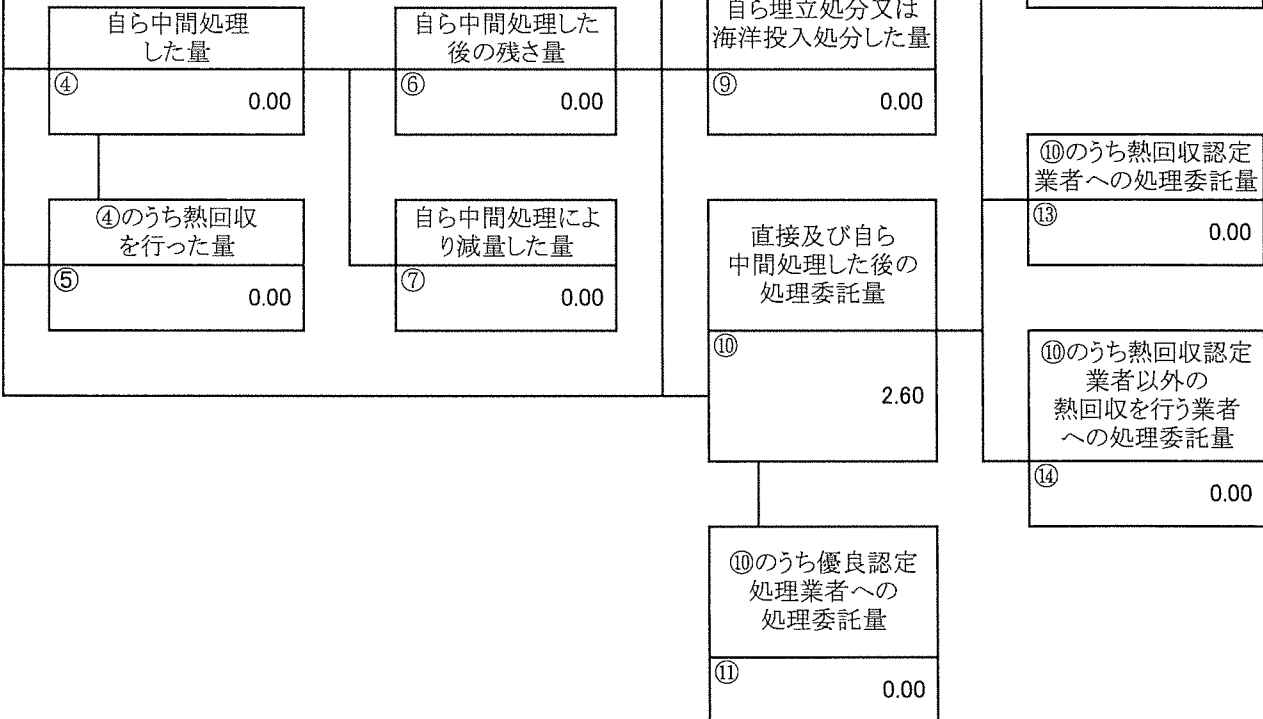 自ら中間処理
した量
④
0.00
自ら中間処理した
後の残さ量
⑥
0.00
自ら埋立処分又は
海洋投入処分した量
⑨
0.00
④のうち熱回収
を行った量
⑤
0.00
自ら中間処理によ
り減量した量
⑦
0.00
直接及び自ら
中間処理した後の
処理委託量
⑩
2.60
⑩のうち優良認定
処理業者への
処理委託量
⑪
0.00
⑩のうち熱回収認定
業者への処理委託量
⑬
0.00
⑩のうち熱回収認定
業者以外の
熱回収を行う業者
への処理委託量
⑭
0.00